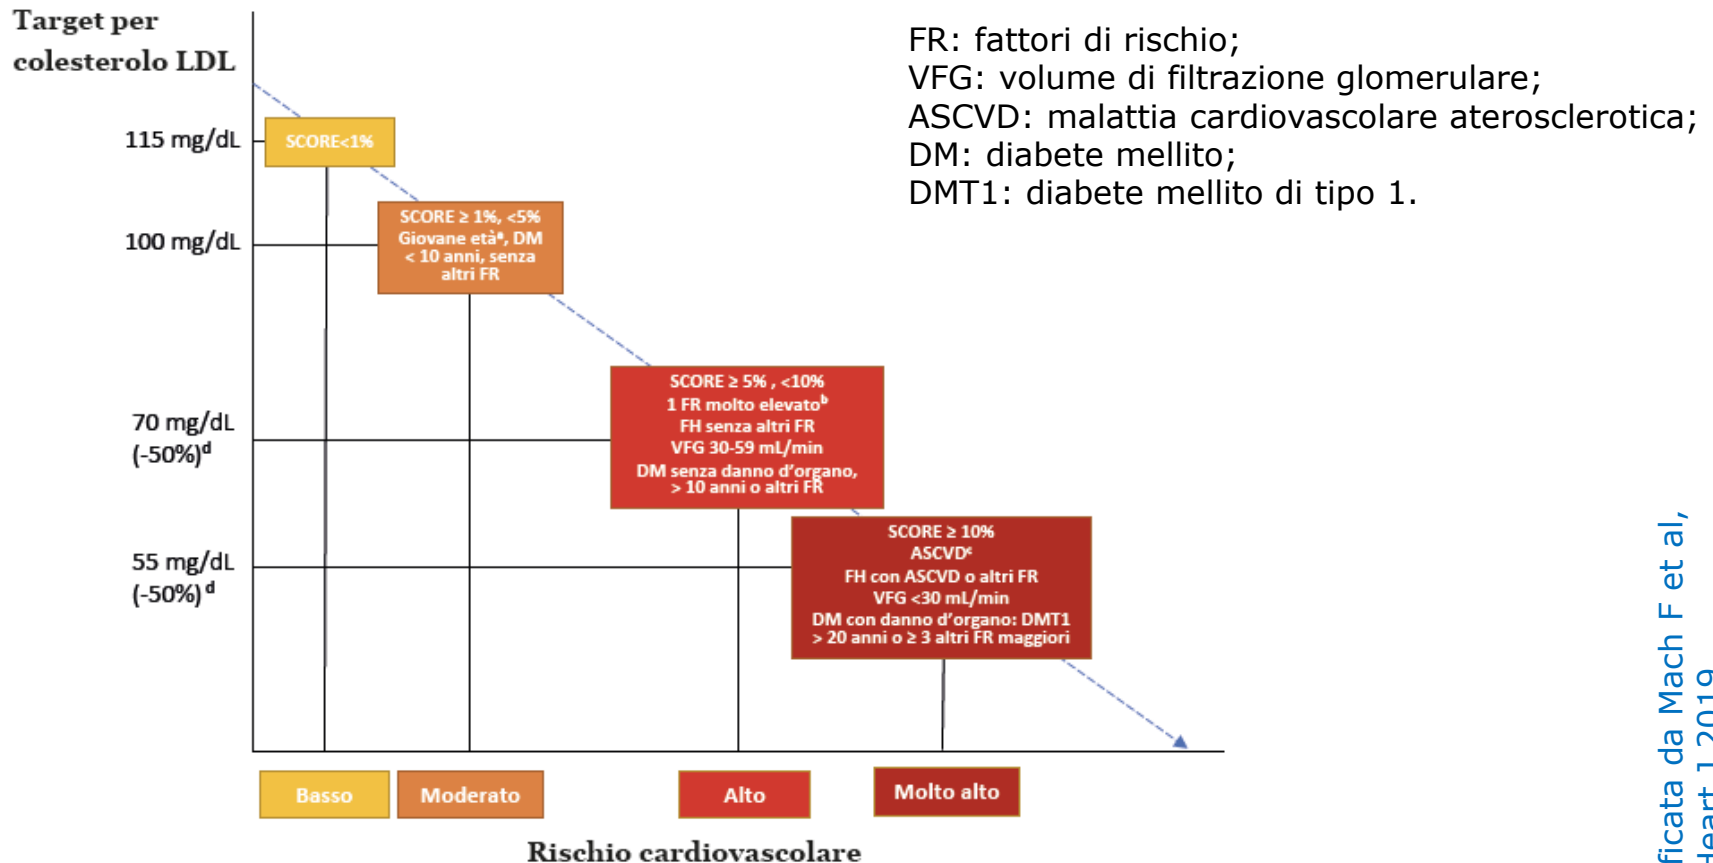 Target per
colesterolo LDL
FR: fattori di rischio;
VFG: volume di filtrazione glomerulare;
ASCVD: malattia cardiovascolare aterosclerotica;
DM: diabete mellito;
DMT1: diabete mellito di tipo 1.
115 mg/dL
SCORE<1%
100 mg/dL
SCORE ≥ 1%, <5%
Giovane etàᵃ, DM
< 10 anni, senza
altri FR
70 mg/dL
(-50%)ᵈ
SCORE ≥ 5% , <10%
1 FR molto elevatoᵇ
FH senza altri FR
VFG 30-59 mL/min
DM senza danno d’organo,
> 10 anni o altri FR
55 mg/dL
(-50%)ᵈ
SCORE ≥ 10%
ASCVDᶜ
FH con ASCVD o altri FR
VFG <30 mL/min
DM con danno d’organo: DMT1
> 20 anni o ≥ 3 altri FR maggiori
Basso
Moderato
Alto
Molto alto
Rischio cardiovascolare
ficata da Mach F et al,
Heart J 2019